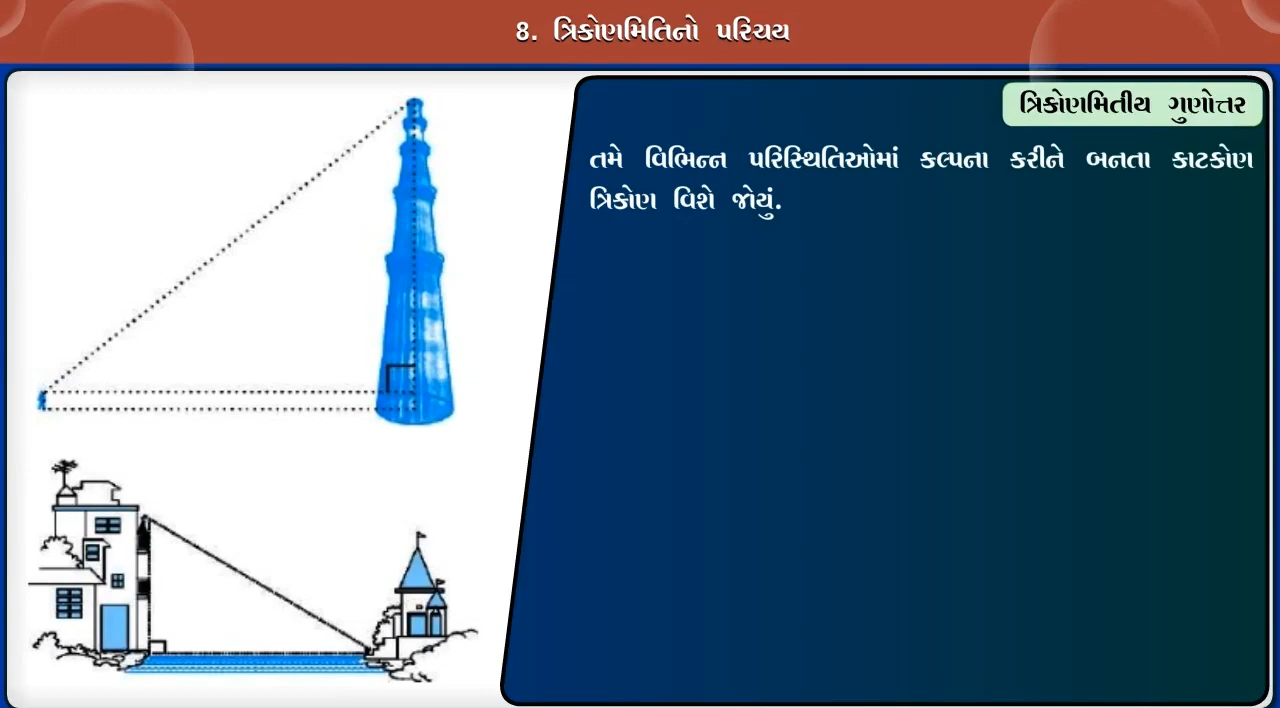 8. ત્રિકોણમિતિનો પરિચય
ત્રિકોણમિતીય ગુણોત્તર
તમે વિભિન્ન પરિસ્થિતિઓમાં કલ્પના કરીને બનતા કાટકોણ
ત્રિકોણ વિશે જોયું.